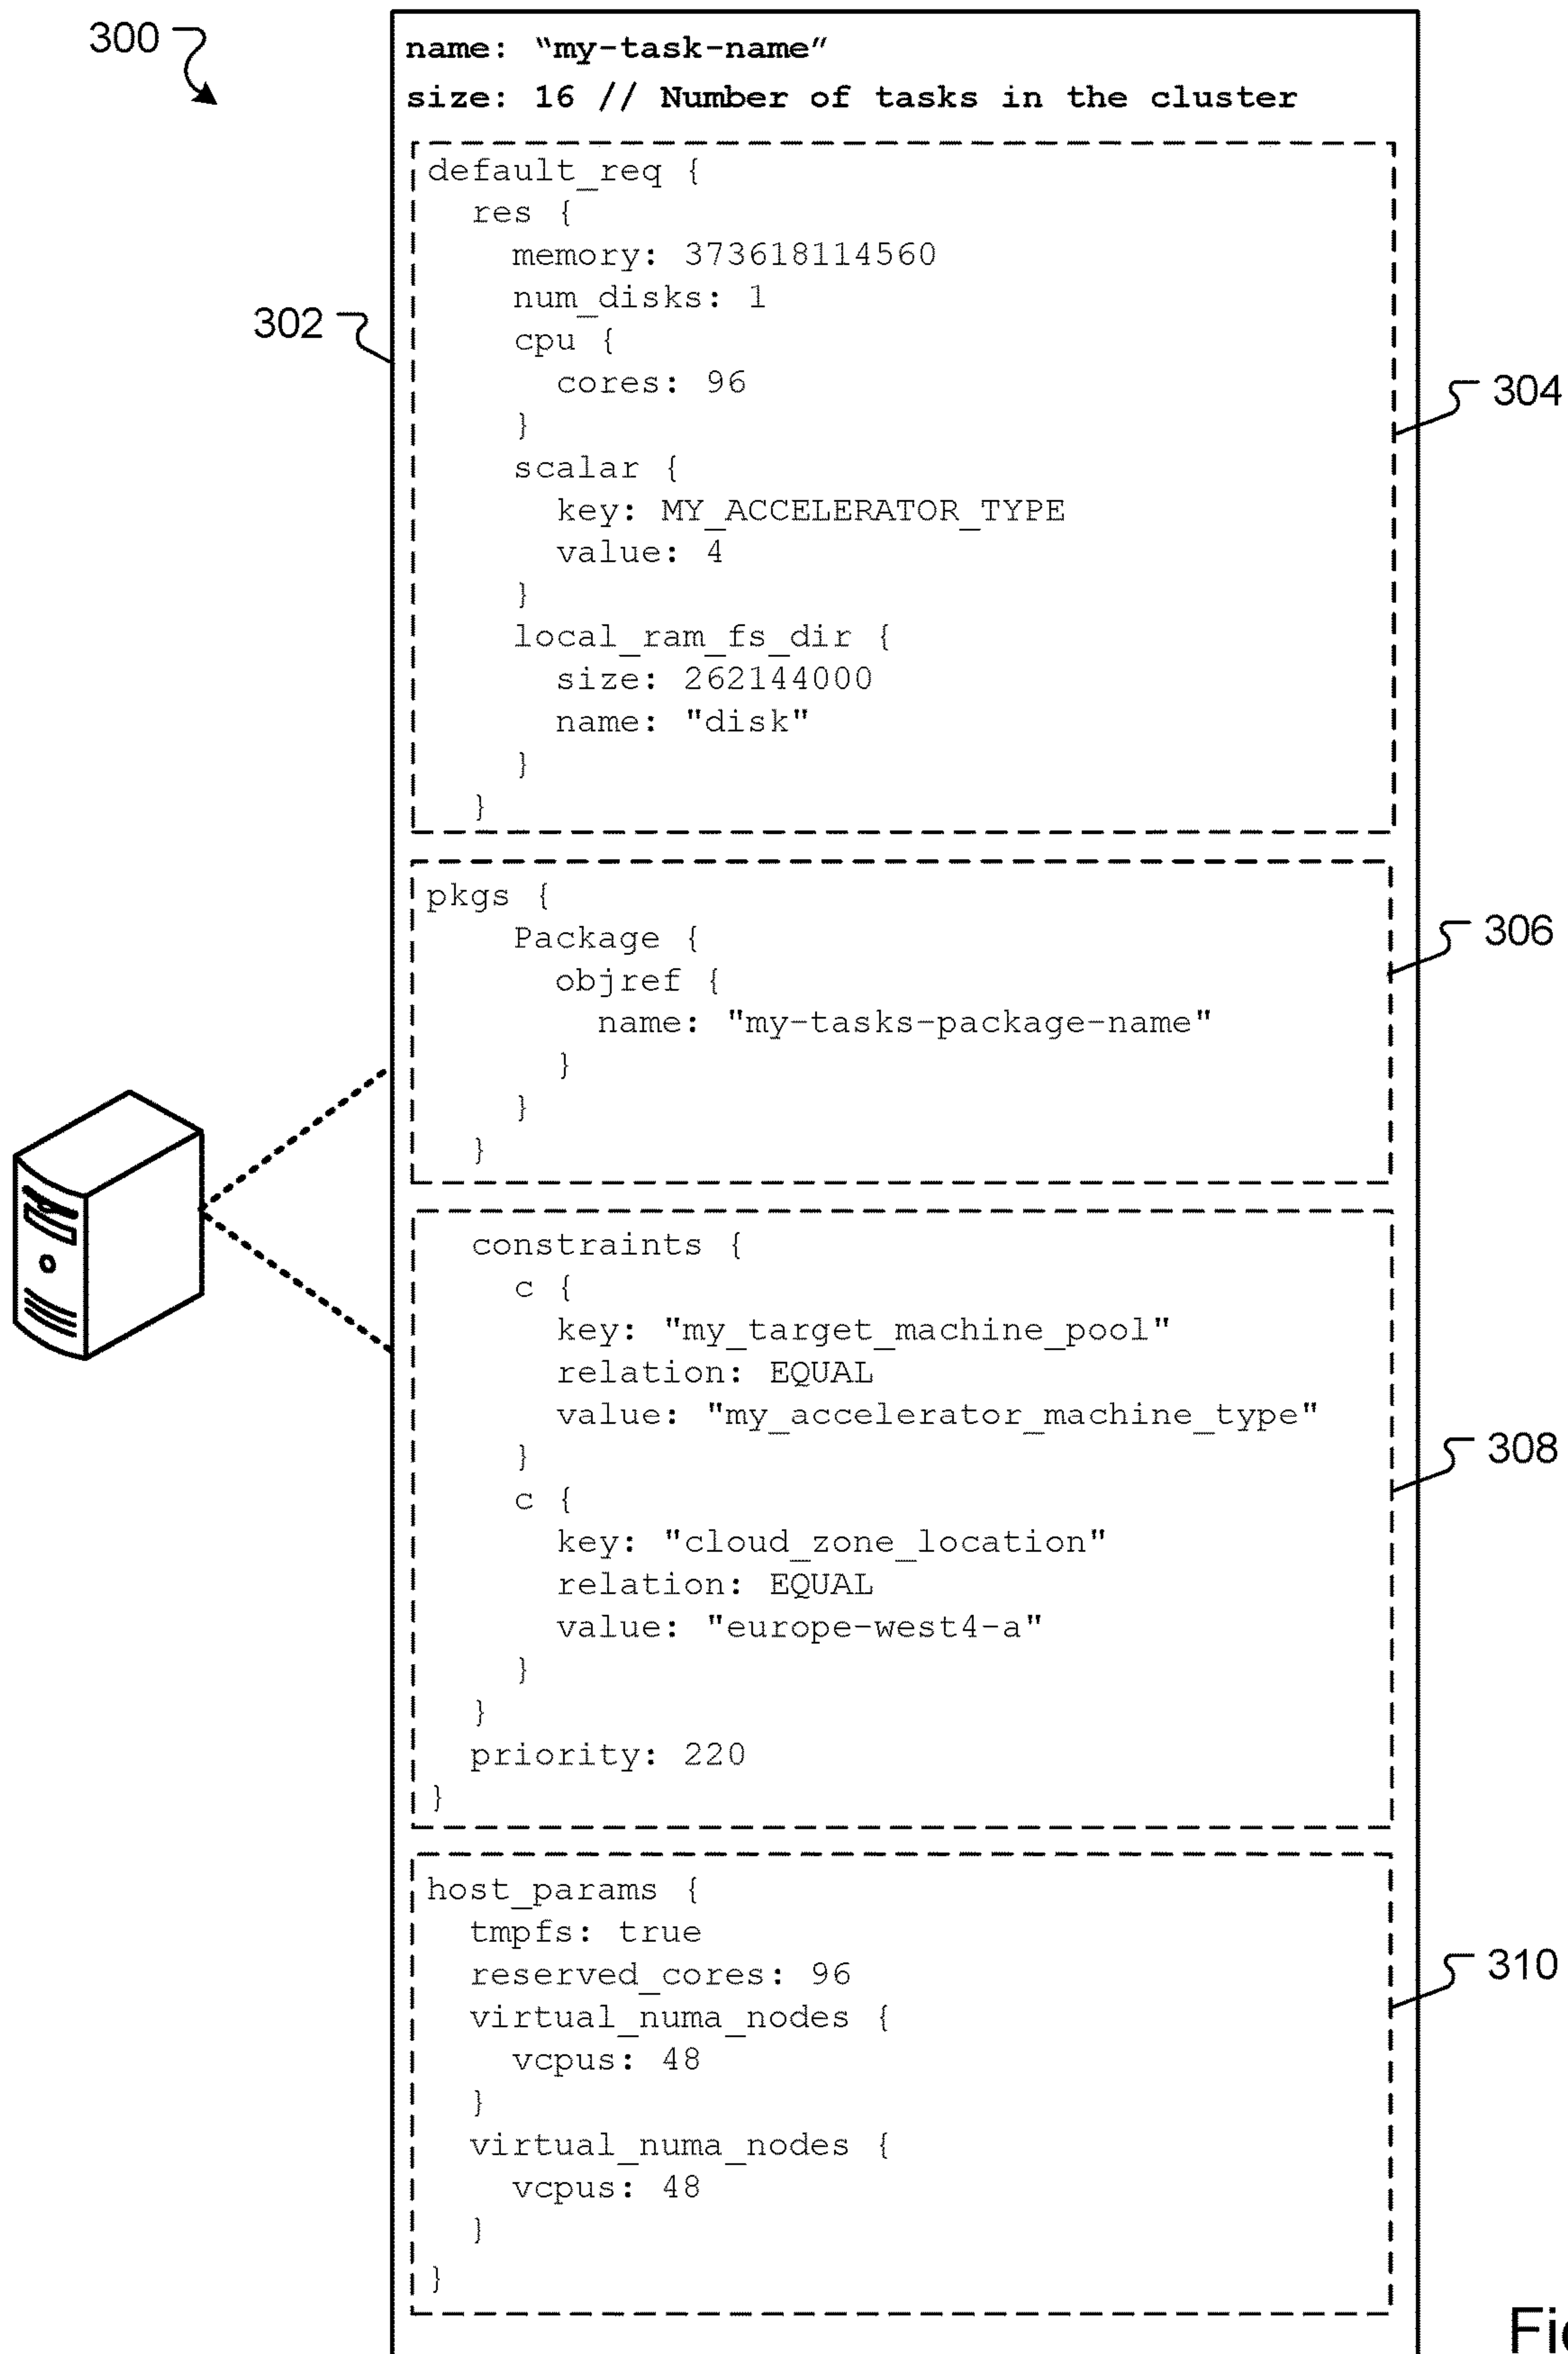 300
name: “my-task-name”
size: 16 // Number of tasks in the cluster
default_req {
res {
memory: 373618114560
num_disks: 1
302
cpu {
cores: 96
304
}
scalar {
key: MY_ACCELERATOR_TYPE
value: 4
}
local_ram_fs_dir {
size: 262144000
name: "disk"
}
}
pkgs {
306
Package {
objref {
name: "my-tasks-package-name"
}
}
}
constraints {
c {
key: "my_target_machine_pool"
relation: EQUAL
value: "my_accelerator_machine_type"
308
}
c {
key: "cloud_zone_location"
relation: EQUAL
value: "europe-west4-a"
}
}
priority: 220
}
host_params {
tmpfs: true
310
reserved_cores: 96
virtual_numa_nodes {
vcpus: 48
}
virtual_numa_nodes {
vcpus: 48
}
}